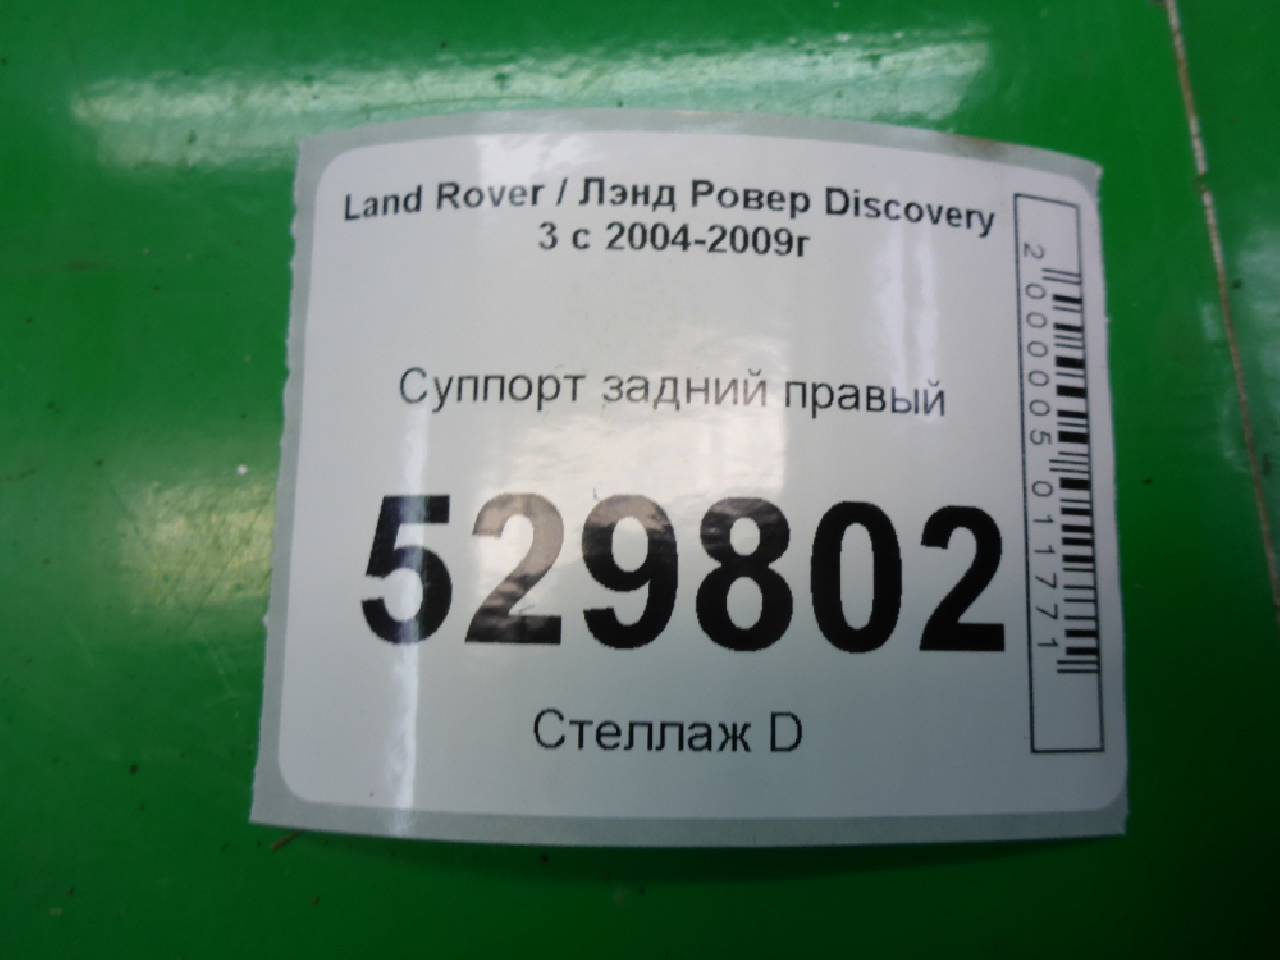 Land Rover / Лэнд Ровер Discovery
3 с 2004-2009г
Суппорт задний правый
529802
Стеллаж D
2000005011771